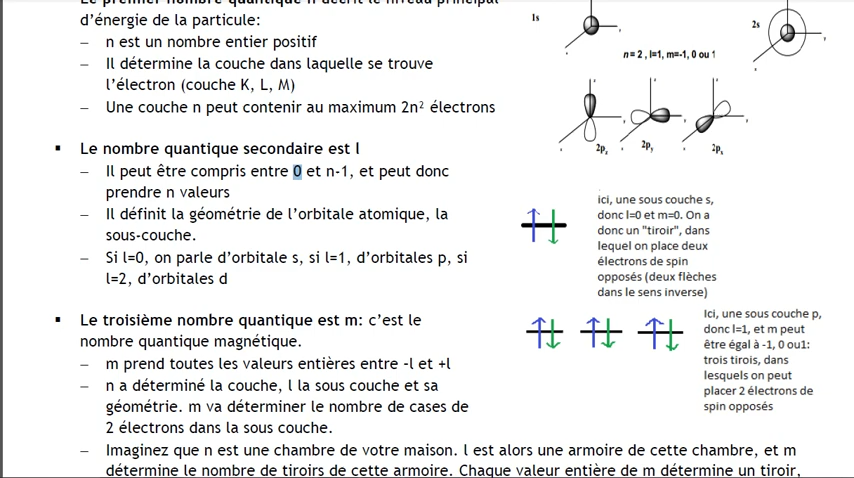 Le premier nombre quantique n décrit le niveau principal
d'énergie de la particule:
− n est un nombre entier positif
− Il détermine la couche dans laquelle se trouve
l'électron (couche K, L, M)
− Une couche n peut contenir au maximum 2n² électrons
▪ Le nombre quantique secondaire est l
− Il peut être compris entre 0 et n-1, et peut donc
prendre n valeurs
− Il définit la géométrie de l'orbitale atomique, la
sous-couche.
− Si l=0, on parle d'orbitale s, si l=1, d'orbitales p, si
l=2, d'orbitales d
▪ Le troisième nombre quantique est m: c'est le
nombre quantique magnétique.
− m prend toutes les valeurs entières entre -l et +l
− n a déterminé la couche, l la sous couche et sa
géométrie. m va déterminer le nombre de cases de
2 électrons dans la sous couche.
− Imaginez que n est une chambre de votre maison. l est alors une armoire de cette chambre, et m
détermine le nombre de tiroirs de cette armoire. Chaque valeur entière de m détermine un tiroir,
1s
2s
n = 2 , l=1, m=-1, 0 ou 1
2pz
2py
2px
ici, une sous couche s,
donc l=0 et m=0. On a
donc un "tiroir", dans
lequel on place deux
électrons de spin
opposés (deux flèches
dans le sens inverse)
Ici, une sous couche p,
donc l=1, et m peut
être égal à -1, 0 ou1:
trois tirois, dans
lesquels on peut
placer 2 électrons de
spin opposés